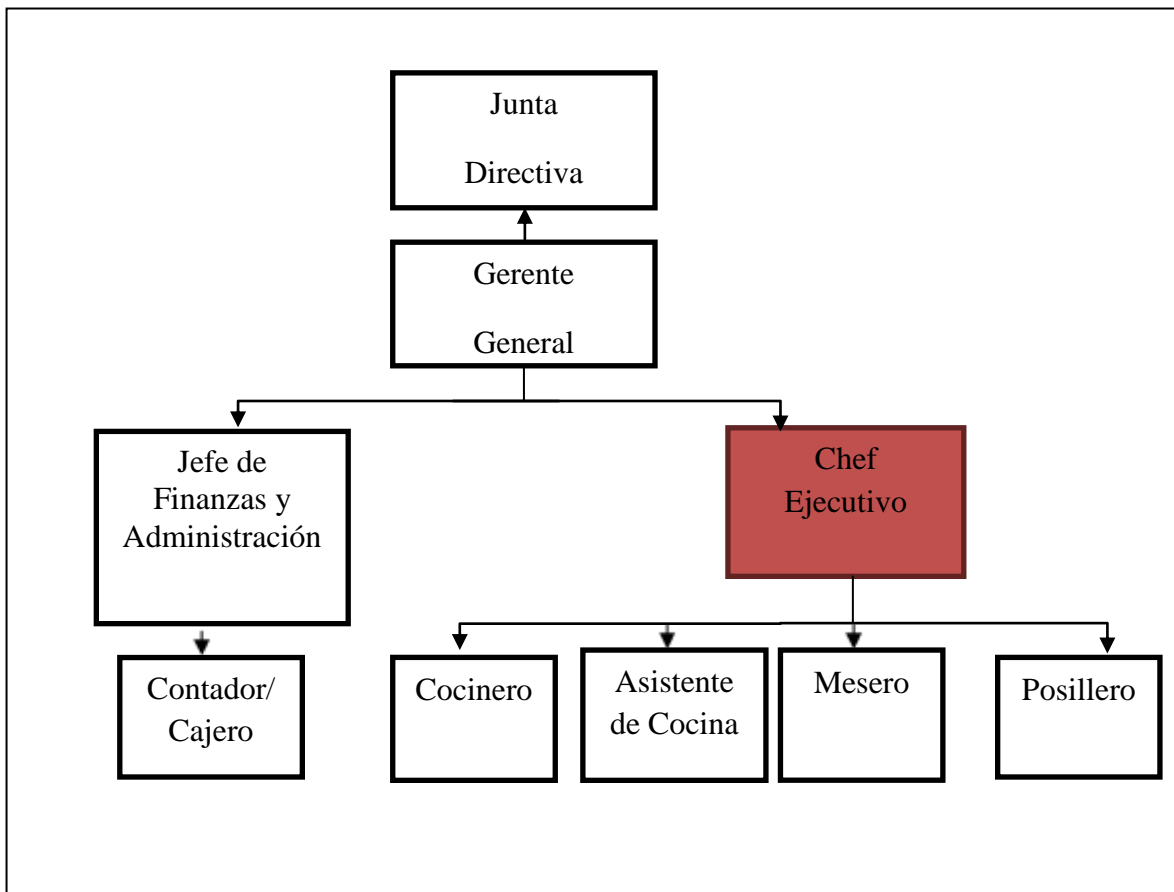 Junta
Directiva
Gerente
General
Jefe de
Finanzas y
Administración
Chef
Ejecutivo
Contador/
Cajero
Cocinero
Asistente
de Cocina
Mesero
Posillero